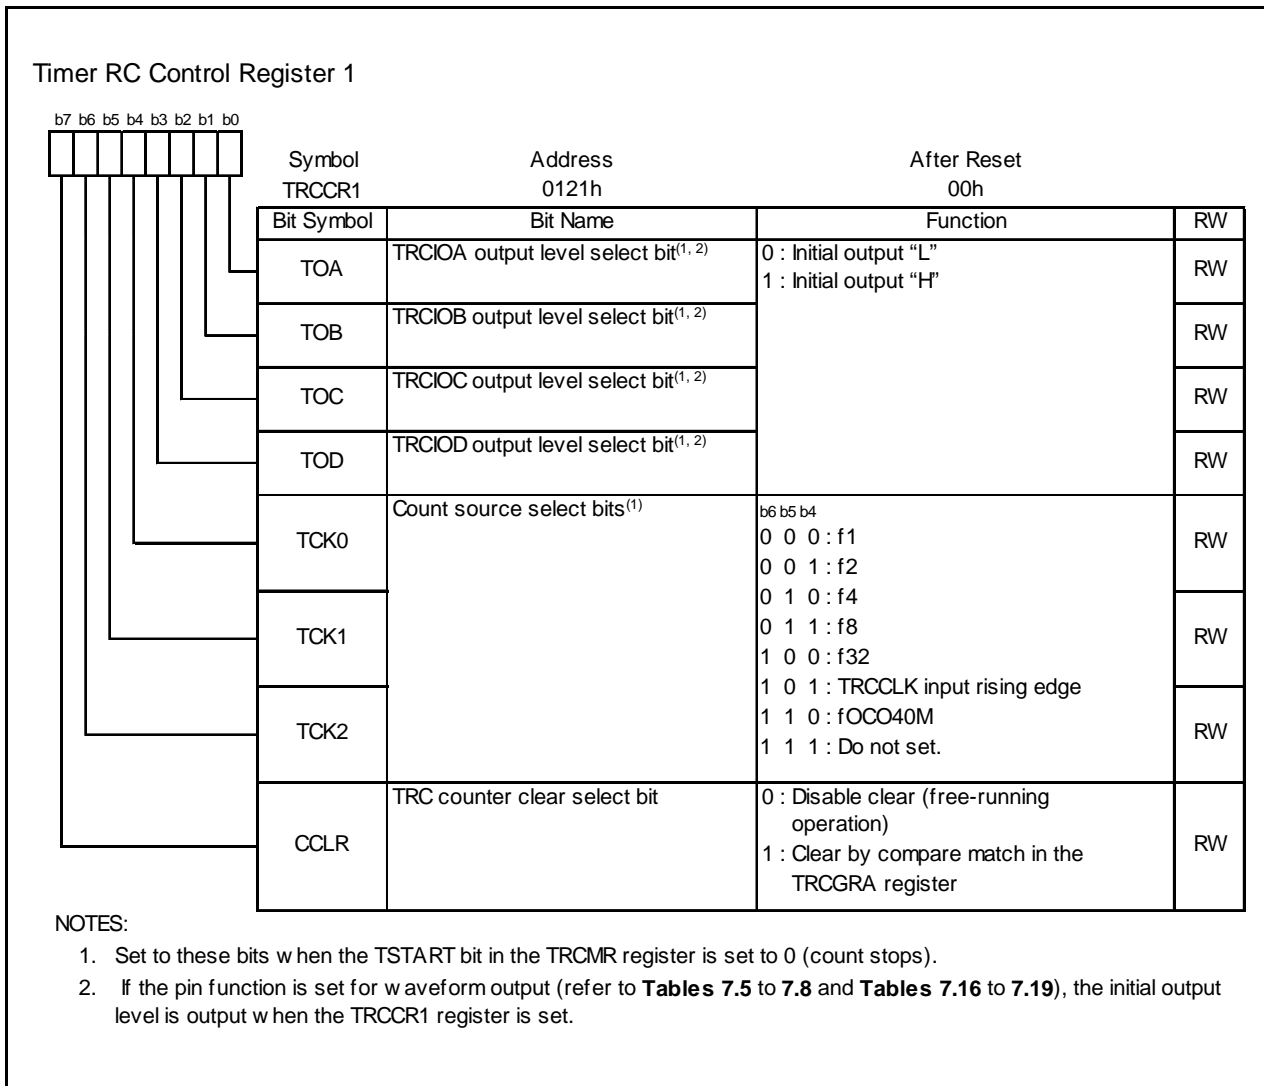 Timer RC Control Register 1
b7 b6 b5 b4 b3 b2 b1 b0
Symbol Address After Reset
TRCCR1 0121h 00h
Bit Symbol Bit Name Function RW
TOA TRCIOA output level select bit(1, 2) 0 : Initial output “L”
1 : Initial output “H” RW
TOB TRCIOB output level select bit(1, 2) RW
TOC TRCIOC output level select bit(1, 2) RW
TOD TRCIOD output level select bit(1, 2) RW
TCK0 Count source select bits(1) RW
b6 b5 b4
0 0 0 : f1
0 0 1 : f2
0 1 0 : f4
0 1 1 : f8
1 0 0 : f32
1 0 1 : TRCCLK input rising edge
1 1 0 : fOCO40M
1 1 1 : Do not set.
TCK1 RW
TCK2 RW
CCLR TRC counter clear select bit RW
0 : Disable clear (free-running
operation)
1 : Clear by compare match in the
TRCGRA register
NOTES:
1. Set to these bits when the TSTART bit in the TRCMR register is set to 0 (count stops).
2. If the pin function is set for waveform output (refer to Tables 7.5 to 7.8 and Tables 7.16 to 7.19), the initial output
level is output when the TRCCR1 register is set.